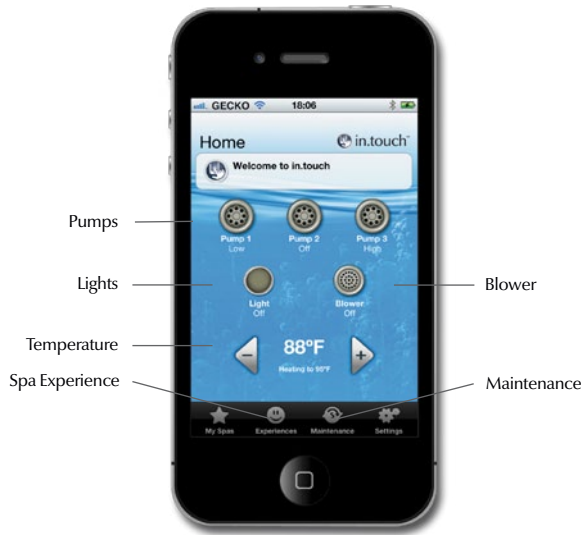 GECKO 18:06
Home in.touch™
Welcome to in.touch
Pumps
Pump 1 Pump 2 Pump 3
Low Off High
Lights
Blower
Light Blower
Off Off
Temperature
88°F
Heating to 95°F
Spa Experience
Maintenance
My Spas Experiences Maintenance Settings